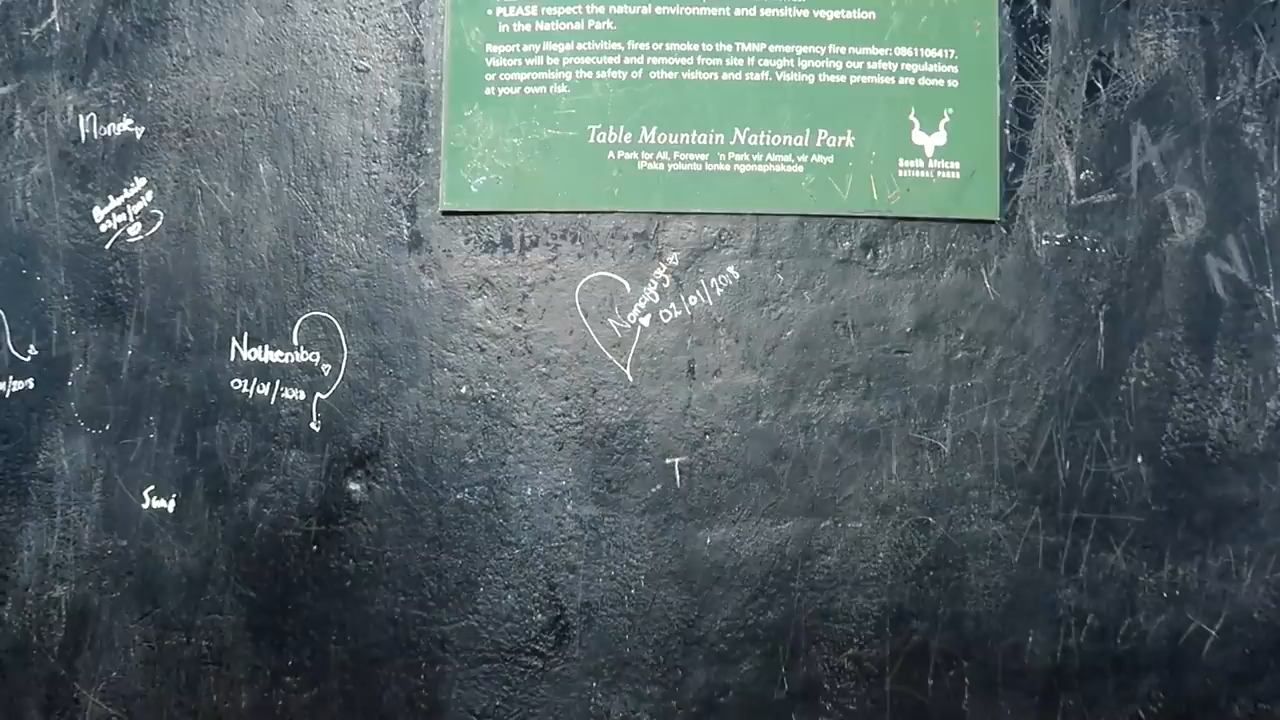 • PLEASE respect the natural environment and sensitive vegetation
in the National Park.
Report any illegal activities, fires or smoke to the TMNP emergency fire number: 0861106417.
Visitors will be prosecuted and removed from site if caught ignoring our safety regulations
or compromising the safety of other visitors and staff. Visiting these premises are done so
at your own risk.
Table Mountain National Park
A Park for All, Forever 'n Park vir Almal, vir Altyd
iPaka yoluntu lonke ngonaphakade
South African
NATIONAL PARKS
Nothemba
02/01/2018
02/01/2018
T
A
D
N